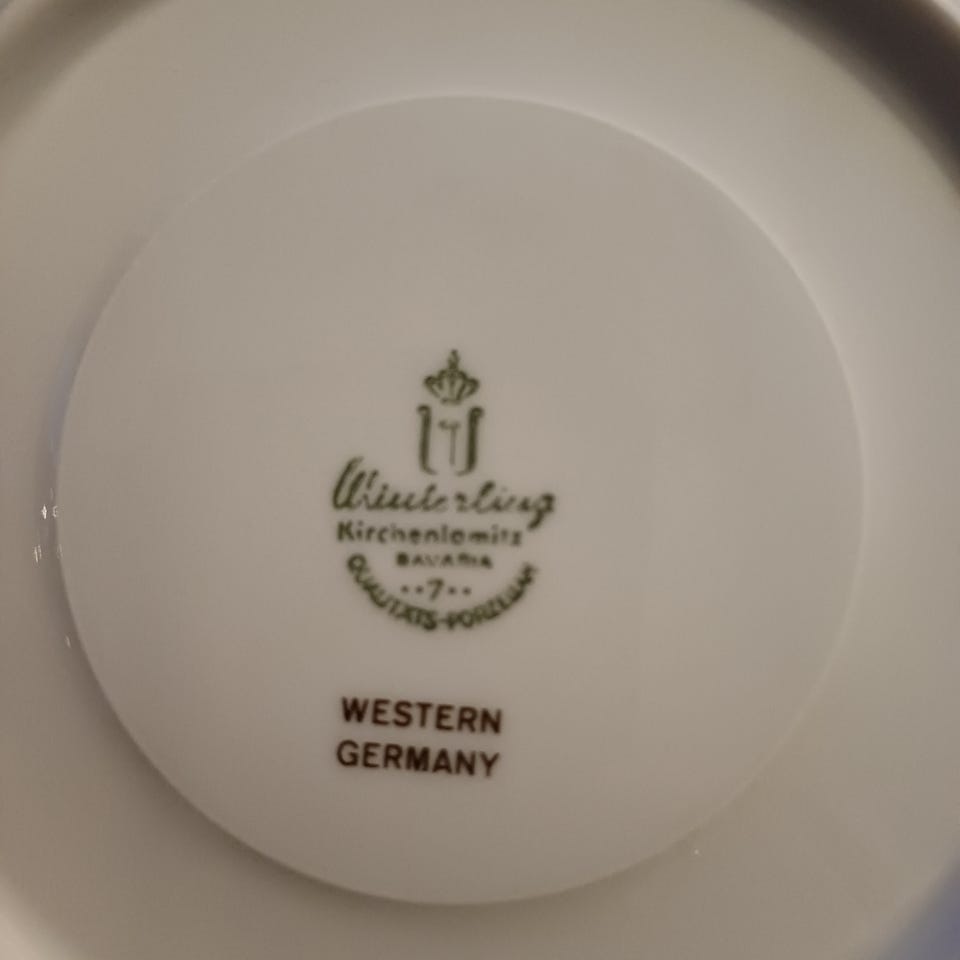 Winterling
Kirchenlamitz
BAVARIA
··7··
QUALITÄTS-PORZELLAN
WESTERN
GERMANY